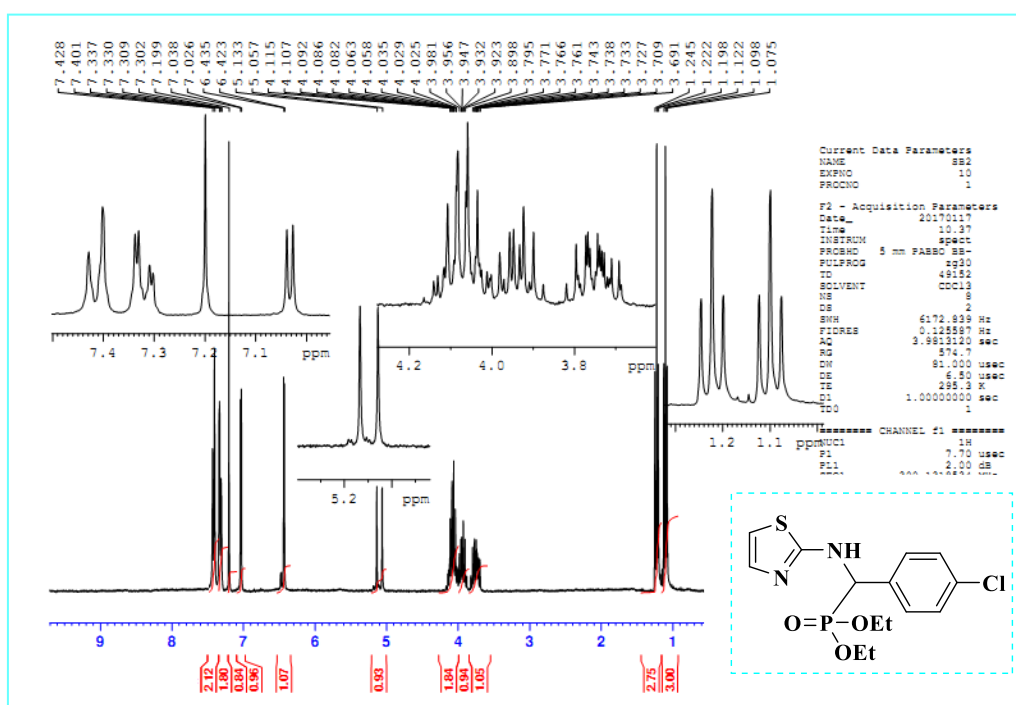 7.428
7.401
7.337
7.330
7.309
7.302
7.199
7.038
7.026
6.435
6.423
5.133
5.057
4.115
4.107
4.092
4.086
4.082
4.063
4.058
4.035
4.029
4.025
3.981
3.956
3.947
3.932
3.923
3.898
3.795
3.771
3.766
3.761
3.743
3.738
3.733
3.727
3.709
3.691
1.245
1.222
1.198
1.122
1.098
1.075
Current Data Parameters
NAME SB2
EXPNO 10
PROCNO 1
F2 - Acquisition Parameters
Date_ 20170117
Time 10.37
INSTRUM spect
PROBHD 5 mm PABBO BB-
PULPROG zg30
TD 49152
SOLVENT CDCl3
NS 8
DS 2
SWH 6172.839 Hz
FIDRES 0.125587 Hz
AQ 3.9813120 sec
RG 574.7
DW 81.000 usec
DE 6.50 usec
TE 295.3 K
D1 1.00000000 sec
TD0 1
======== CHANNEL f1 ========
NUC1 1H
P1 7.70 usec
PL1 2.00 dB
7.4 7.3 7.2 7.1 ppm
4.2 4.0 3.8 ppm
1.2 1.1 ppm
5.2 ppm
9 8 7 6 5 4 3 2 1
2.12
1.80
0.84
0.96
1.07
0.93
1.84
0.94
1.05
2.75
3.00
S
N
NH
Cl
O=P
OEt
OEt